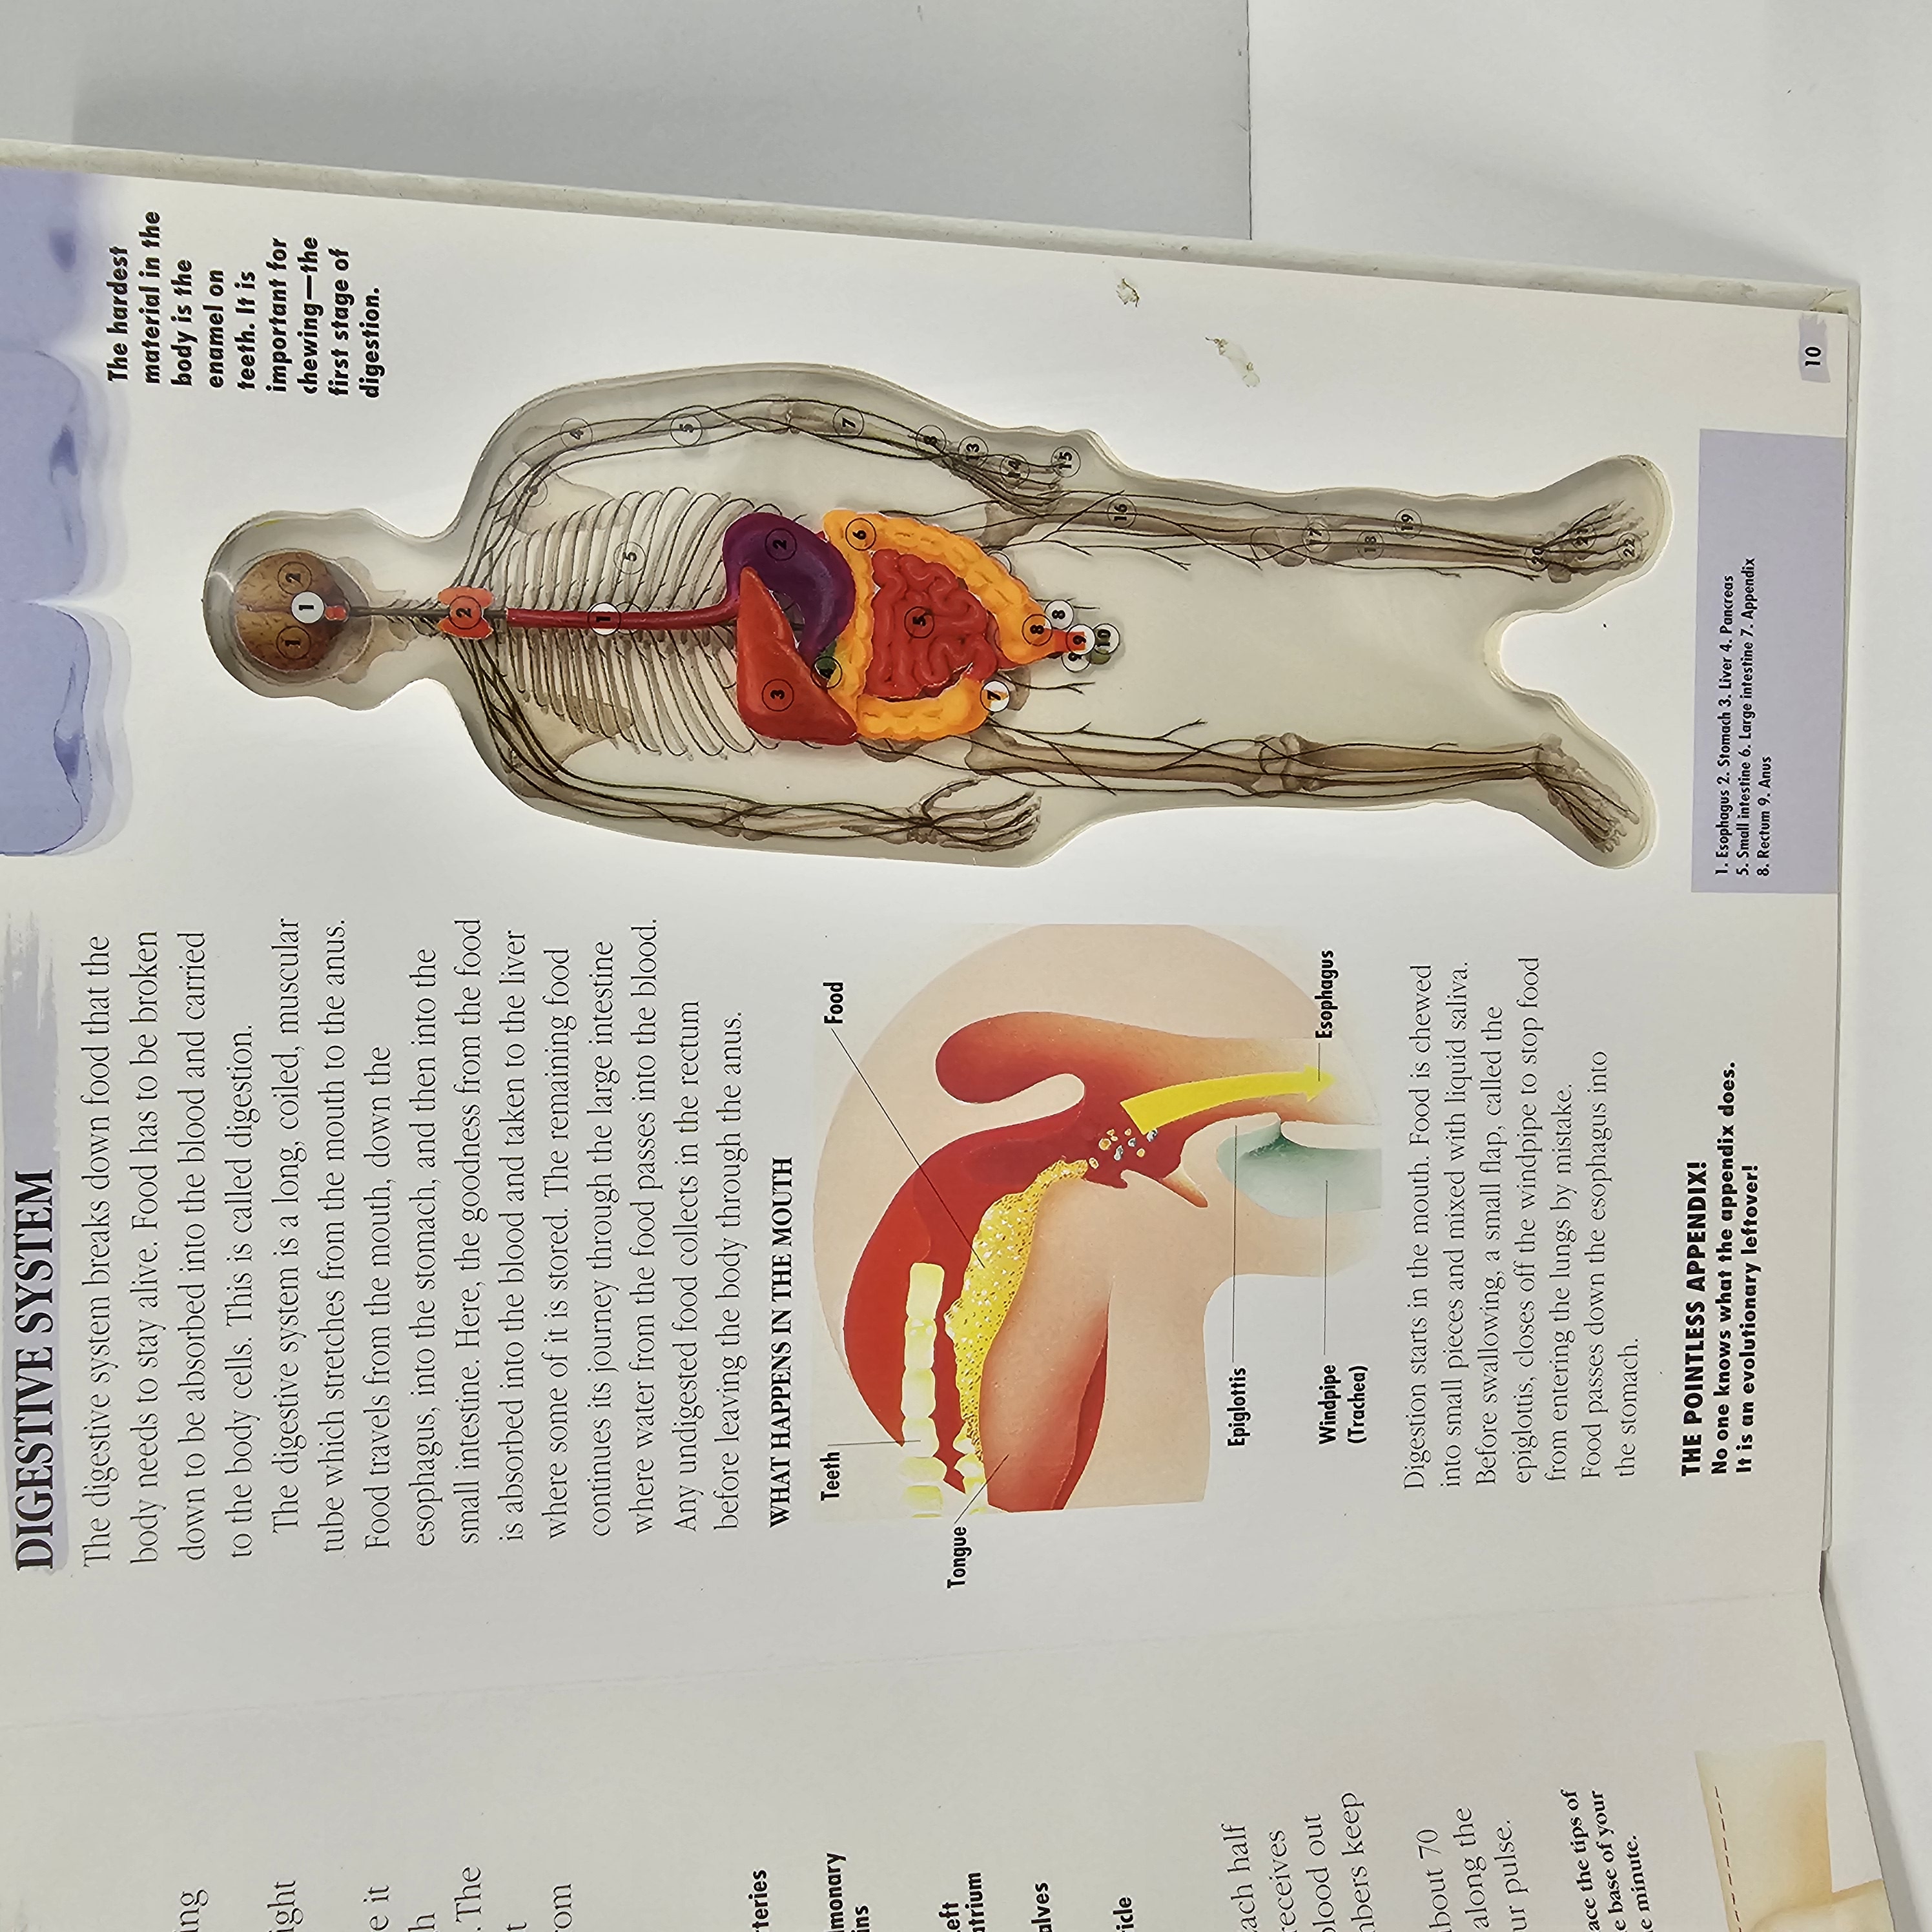 ing
ight
e it
h
. The
t
rom
teries
lmonary
ins
Left
atrium
alves
icle
Each half
receives
blood out
mbers keep
about 70
along the
ur pulse.
ace the tips of
e base of your
e minute.
DIGESTIVE SYSTEM
The digestive system breaks down food that the
body needs to stay alive. Food has to be broken
down to be absorbed into the blood and carried
to the body cells. This is called digestion.
The digestive system is a long, coiled, muscular
tube which stretches from the mouth to the anus.
Food travels from the mouth, down the
esophagus, into the stomach, and then into the
small intestine. Here, the goodness from the food
is absorbed into the blood and taken to the liver
where some of it is stored. The remaining food
continues its journey through the large intestine
where water from the food passes into the blood.
Any undigested food collects in the rectum
before leaving the body through the anus.
WHAT HAPPENS IN THE MOUTH
Teeth
Food
Tongue
Epiglottis
Windpipe
(Trachea)
Esophagus
Digestion starts in the mouth. Food is chewed
into small pieces and mixed with liquid saliva.
Before swallowing, a small flap, called the
epiglottis, closes off the windpipe to stop food
from entering the lungs by mistake.
Food passes down the esophagus into
the stomach.
THE POINTLESS APPENDIX!
No one knows what the appendix does.
It is an evolutionary leftover!
The hardest
material in the
body is the
enamel on
teeth. It is
important for
chewing—the
first stage of
digestion.
1 2
1
2
4
1
5
5
3 2
4
6
7
5
8
13
7
14
8
8
15
9 9
10
16
17
18
19
20
21
22
1. Esophagus 2. Stomach 3. Liver 4. Pancreas
5. Small intestine 6. Large intestine 7. Appendix
8. Rectum 9. Anus
10